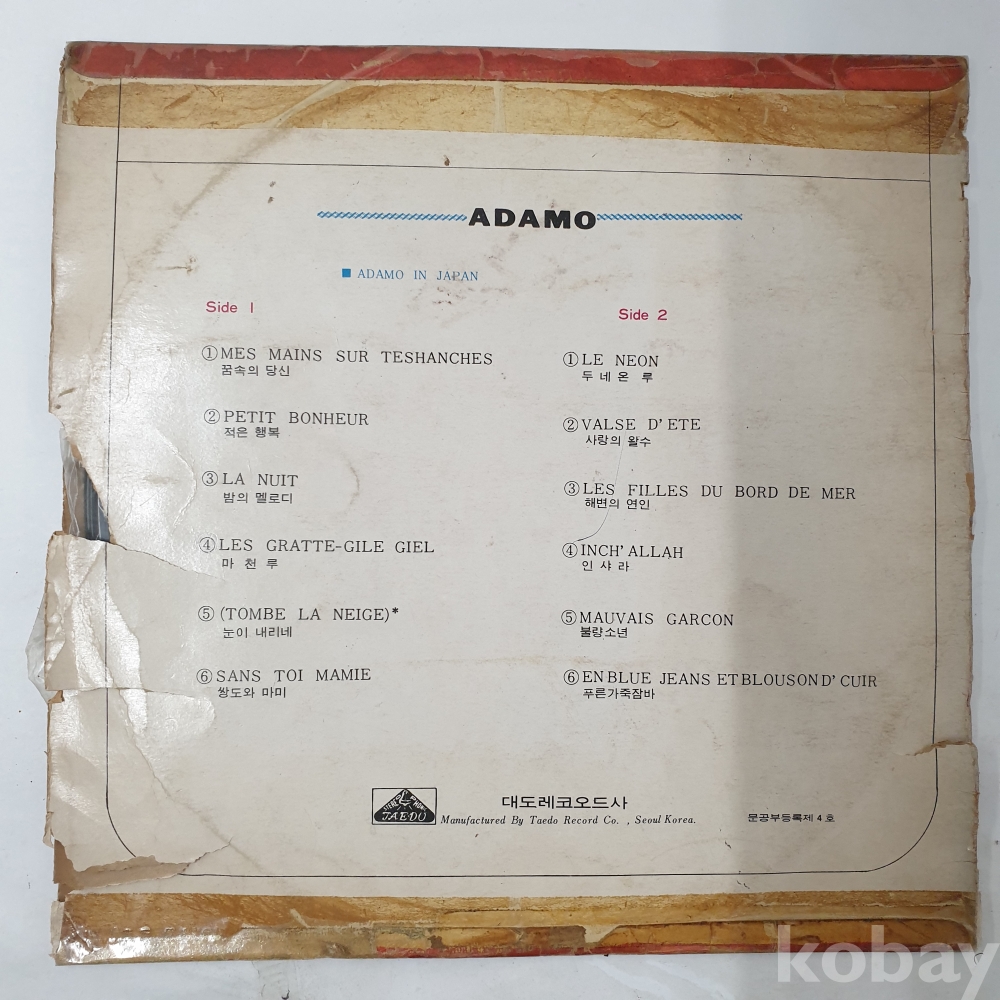 ADAMO
■ ADAMO IN JAPAN
Side 1
①MES MAINS SUR TESHANCHES
꿈속의 당신
②PETIT BONHEUR
적은 행복
③LA NUIT
밤의 멜로디
④LES GRATTE-GILE GIEL
마 천 루
⑤(TOMBE LA NEIGE)*
눈이 내리네
⑥SANS TOI MAMIE
쌍도와 마미
Side 2
①LE NEON
두 네 온 루
②VALSE D'ETE
사랑의 왈수
③LES FILLES DU BORD DE MER
해변의 연인
④INCH'ALLAH
인 샤 라
⑤MAUVAIS GARCON
불량소년
⑥EN BLUE JEANS ET BLOUSON D' CUIR
푸른가죽잠바
TAEDO
대도레코오드사
Manufactured By Taedo Record Co. , Seoul Korea.
문공부등록제 4 호
kobay